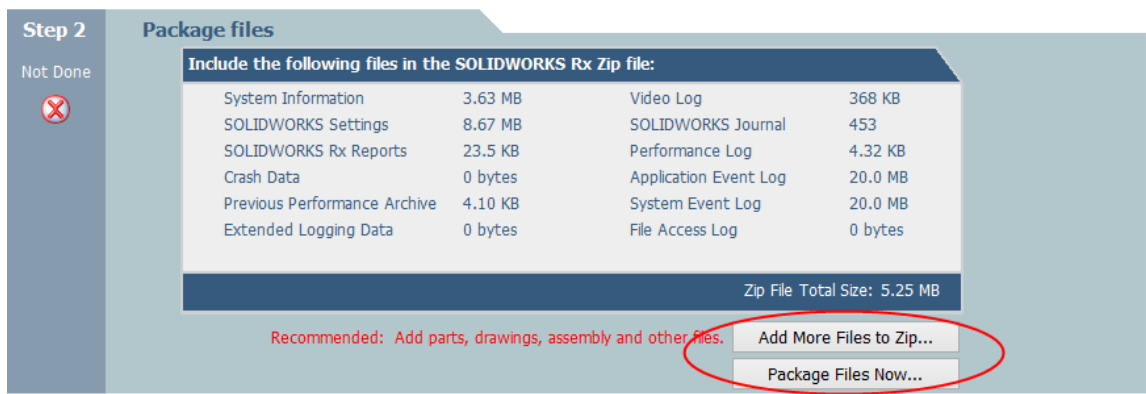 Step 2
Not Done
Package files
Include the following files in the SOLIDWORKS Rx Zip file:
System Information 3.63 MB Video Log 368 KB
SOLIDWORKS Settings 8.67 MB SOLIDWORKS Journal 453
SOLIDWORKS Rx Reports 23.5 KB Performance Log 4.32 KB
Crash Data 0 bytes Application Event Log 20.0 MB
Previous Performance Archive 4.10 KB System Event Log 20.0 MB
Extended Logging Data 0 bytes File Access Log 0 bytes
Zip File Total Size: 5.25 MB
Recommended: Add parts, drawings, assembly and other files. Add More Files to Zip...
Package Files Now...